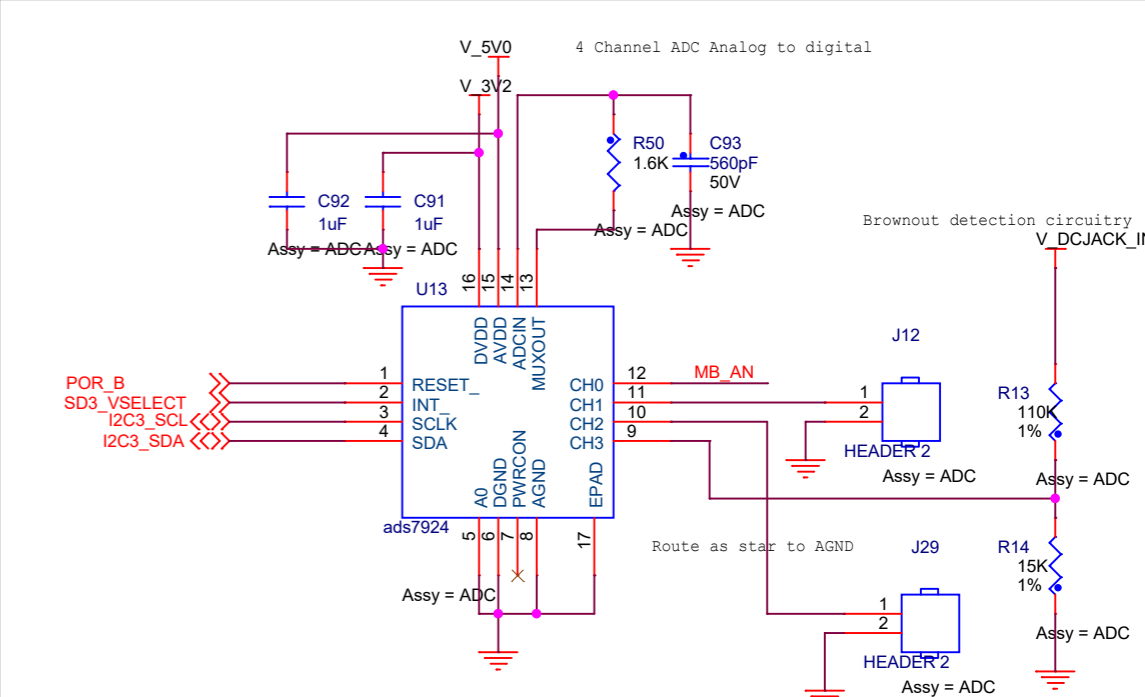 V_5V0
4 Channel ADC Analog to digital
V_3V2
R50
1.6K
C93
560pF
50V
Assy = ADC
Assy = ADC
C92
1uF
C91
1uF
Assy = ADC
Assy = ADC
Brownout detection circuitry
V_DCJACK_IN
U13
16
15
14
13
DVDD
AVDD
ADCIN
MUXOUT
POR_B
1
RESET_
SD3_VSELECT
2
INT_
I2C3_SCL
3
SCLK
I2C3_SDA
4
SDA
CH0
12
MB_AN
CH1
11
CH2
10
CH3
9
J12
1
2
HEADER 2
Assy = ADC
R13
110K
1%
Assy = ADC
A0
DGND
PWRCON
AGND
EPAD
ads7924
5
6
7
8
17
Assy = ADC
Route as star to AGND
J29
1
2
HEADER 2
Assy = ADC
R14
15K
1%
Assy = ADC